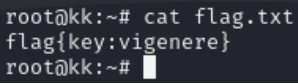 root@kk:~# cat flag.txt
flag{key:vigenere}
root@kk:~#